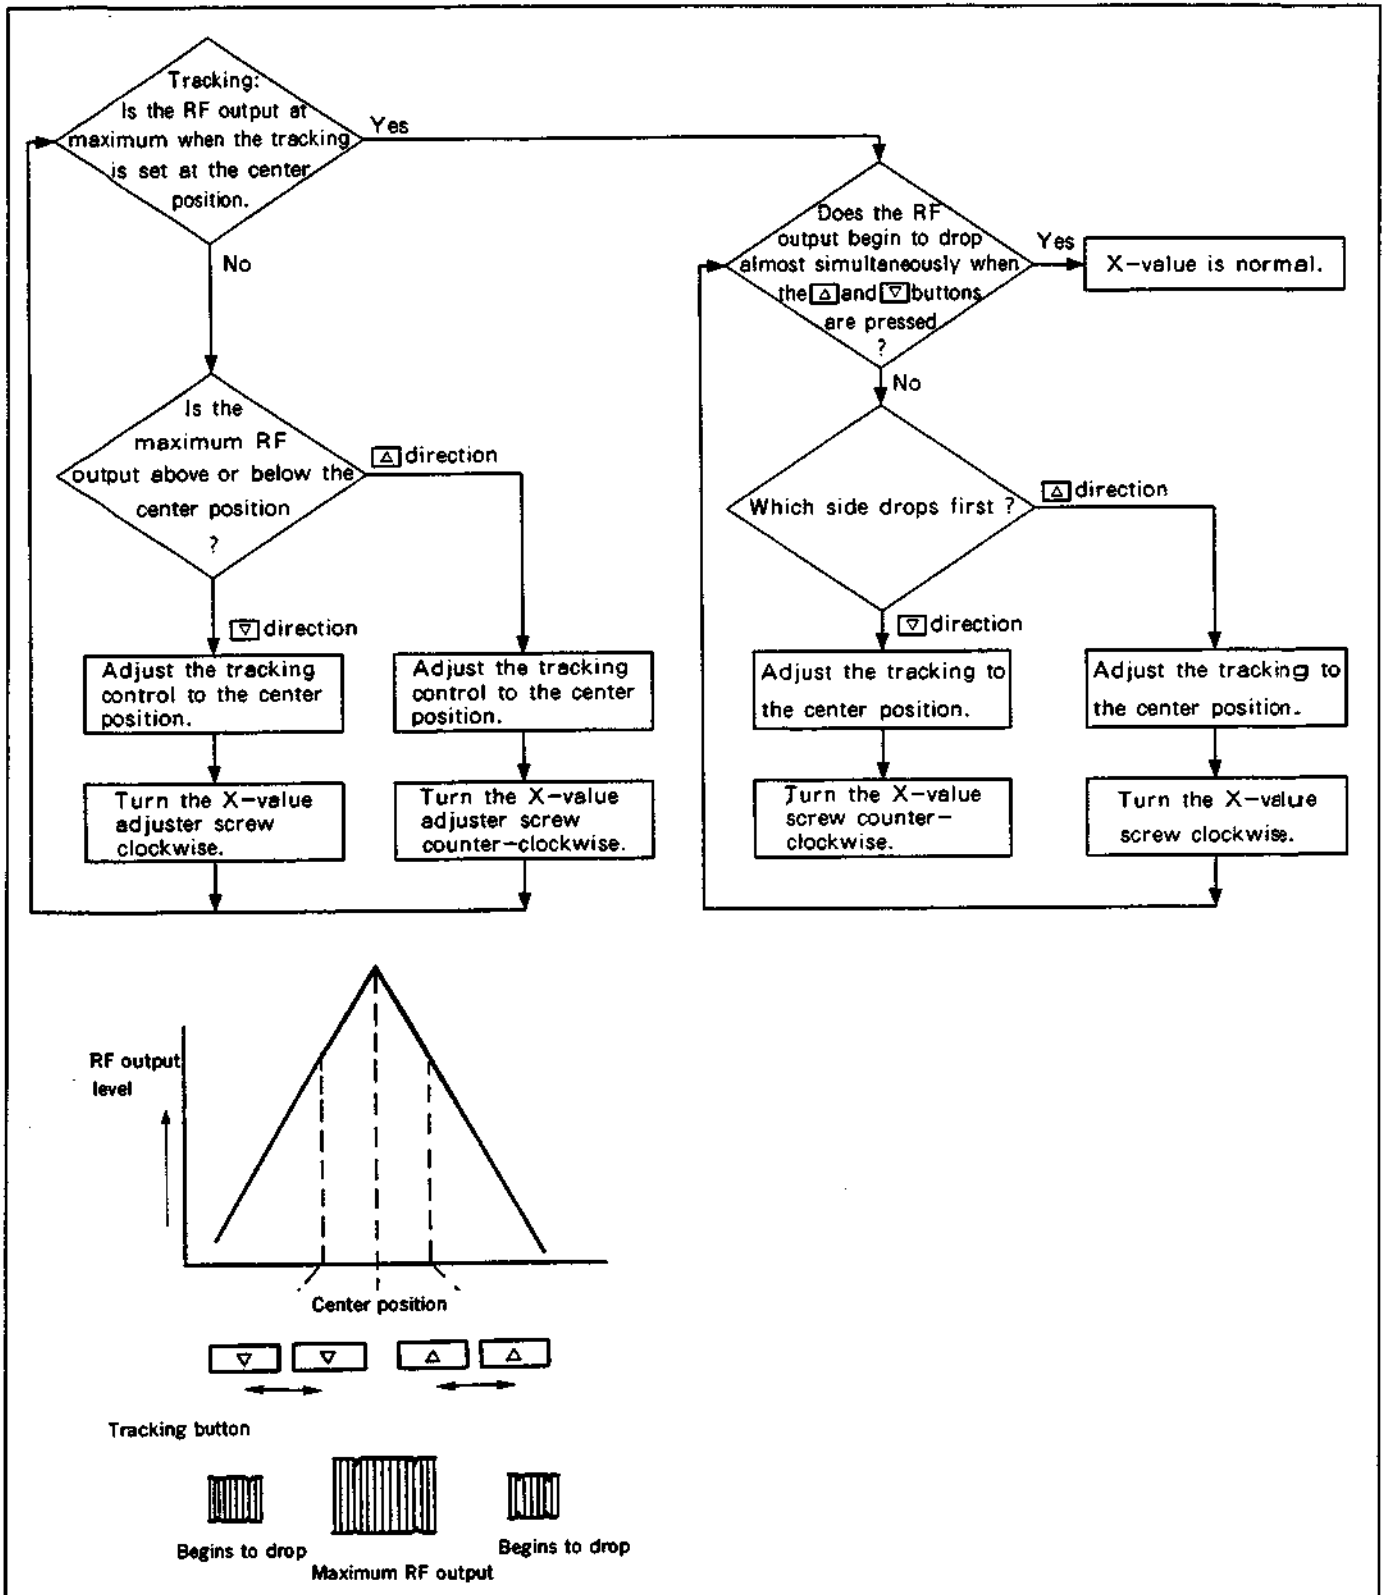 Tracking:
Is the RF output at
maximum when the tracking
is set at the center
position.
Yes
No
Is the
maximum RF
output above or below the
center position
?
△ direction
▽ direction
Adjust the tracking
control to the center
position.
Turn the X-value
adjuster screw
clockwise.
Adjust the tracking
control to the center
position.
Turn the X-value
adjuster screw
counter-clockwise.
Does the RF
output begin to drop
almost simultaneously when
the △ and ▽ buttons
are pressed
?
Yes
X-value is normal.
No
Which side drops first ?
△ direction
▽ direction
Adjust the tracking to
the center position.
Turn the X-value
screw counter-
clockwise.
Adjust the tracking to
the center position.
Turn the X-value
screw clockwise.
RF output
level
Center position
▽ ▽ △ △
Tracking button
Begins to drop
Maximum RF output
Begins to drop